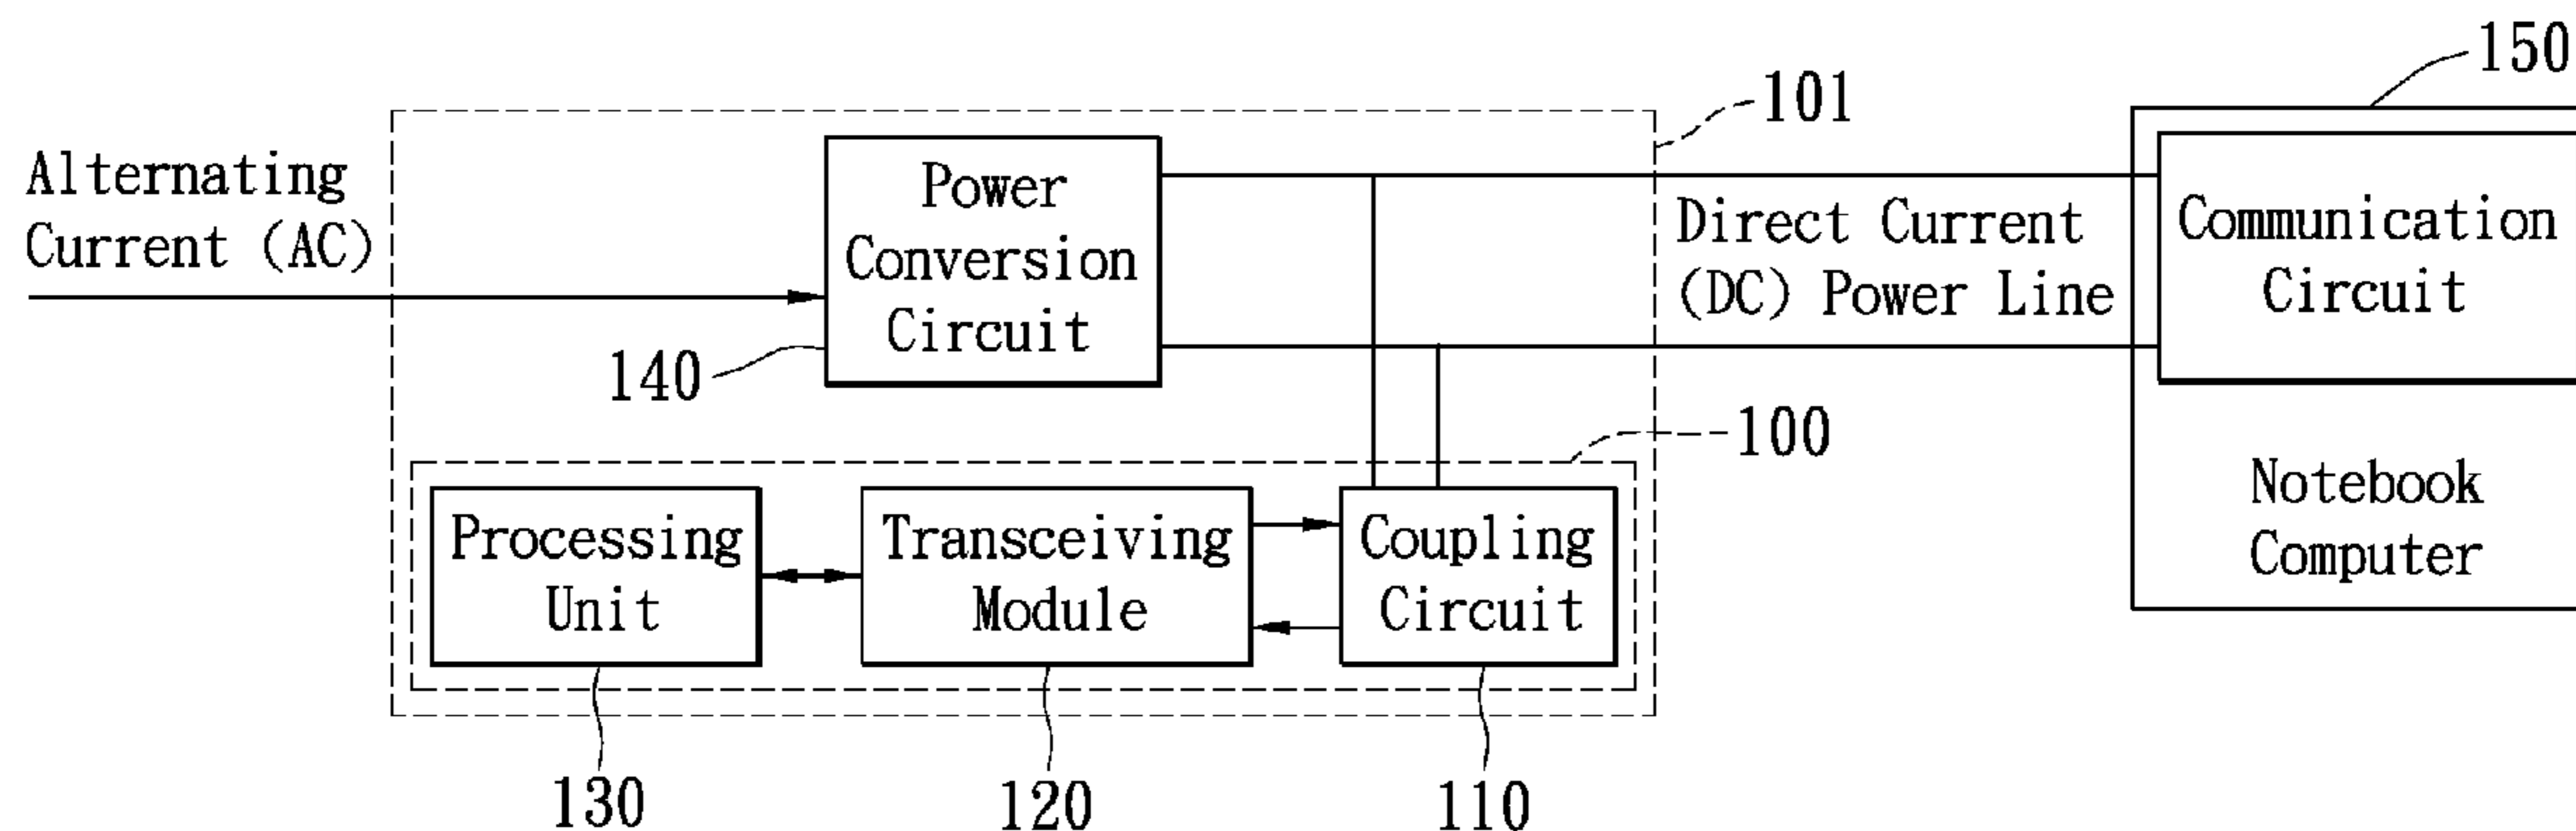 150
101
Alternating
Current (AC)
Power
Conversion
Circuit
140
Direct Current
(DC) Power Line
Communication
Circuit
Notebook
Computer
100
Processing
Unit
Transceiving
Module
Coupling
Circuit
130
120
110